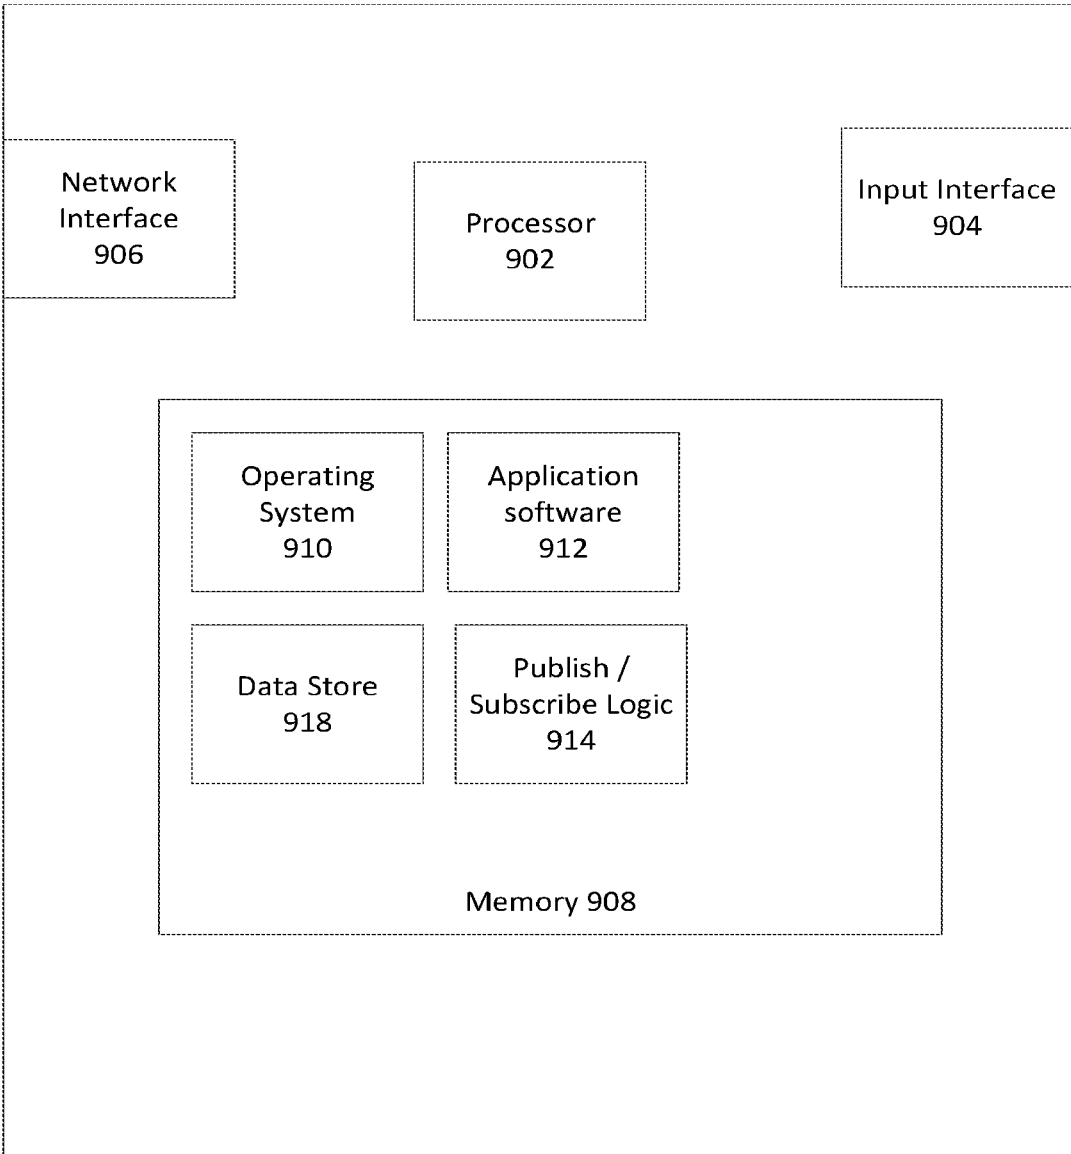 Network
Interface
906
Processor
902
Input Interface
904
Operating
System
910
Application
software
912
Data Store
918
Publish /
Subscribe Logic
914
Memory 908